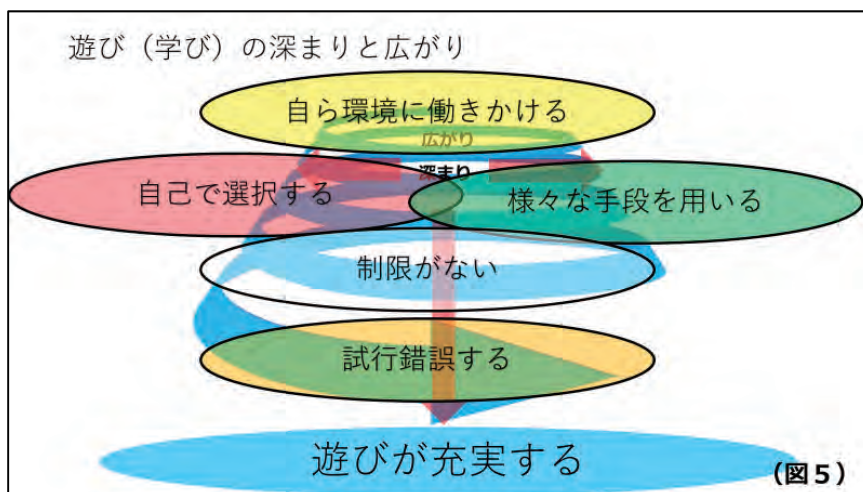 遊び（学び）の深まりと広がり
自ら環境に働きかける
広がり
深まり
自己で選択する
様々な手段を用いる
制限がない
試行錯誤する
遊びが充実する
（図５）